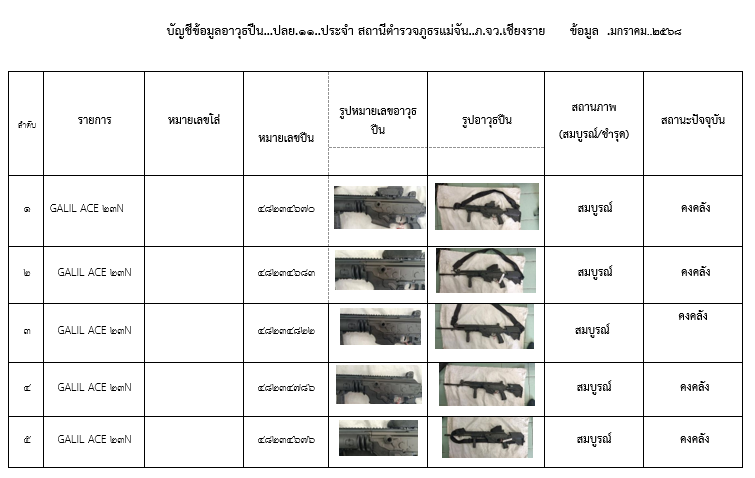 บัญชีข้อมูลอาวุธปืน...ปลย.๑๑..ประจำ สถานีตำรวจภูธรแม่จัน..ภ.จว.เชียงราย ข้อมูล .มกราคม..๒๕๖๘
ลำดับ รายการ หมายเลขโล่ หมายเลขปืน รูปหมายเลขอาวุธปืน รูปอาวุธปืน สถานภาพ (สมบูรณ์/ชำรุด) สถานะปัจจุบัน
๑ GALIL ACE ๒๓N ๔๘๒๓๔๖๗๐ สมบูรณ์ คงคลัง
๒ GALIL ACE ๒๓N ๔๘๒๓๔๖๘๓ สมบูรณ์ คงคลัง
๓ GALIL ACE ๒๓N ๔๘๒๓๔๘๒๒ สมบูรณ์ คงคลัง
๔ GALIL ACE ๒๓N ๔๘๒๓๔๗๘๖ สมบูรณ์ คงคลัง
๕ GALIL ACE ๒๓N ๔๘๒๓๔๖๗๖ สมบูรณ์ คงคลัง